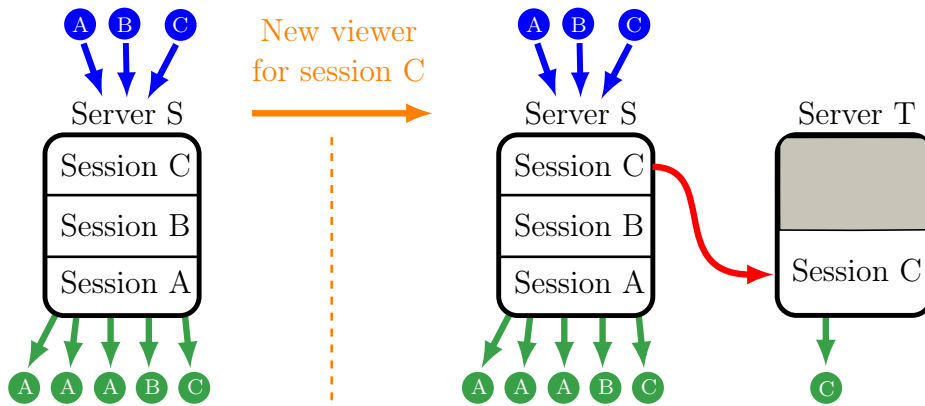 A B C
New viewer
for session C
A B C
Server S
Server S
Server T
Session C
Session B
Session A
Session C
Session B
Session A
Session C
A A A B C
A A A B C
C